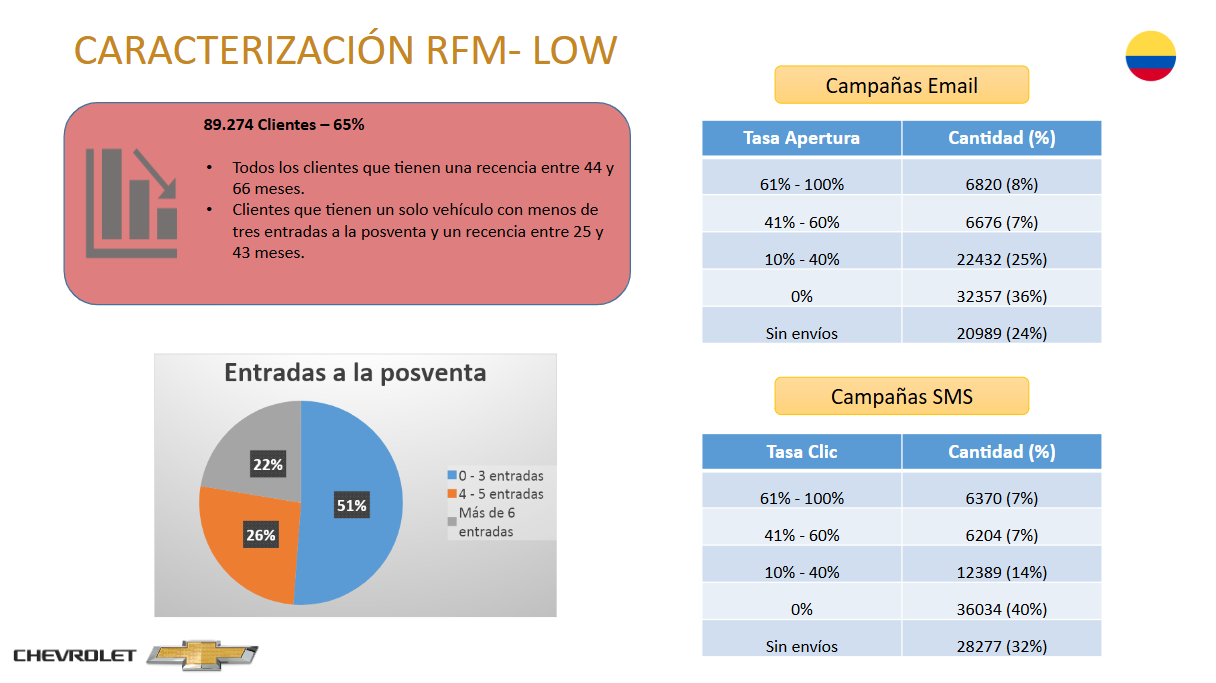 CARACTERIZACIÓN RFM- LOW
89.274 Clientes – 65%
• Todos los clientes que tienen una recencia entre 44 y
66 meses.
• Clientes que tienen un solo vehículo con menos de
tres entradas a la posventa y un recencia entre 25 y
43 meses.
Entradas a la posventa
22%
51%
26%
0 - 3 entradas
4 - 5 entradas
Más de 6
entradas
CHEVROLET
Campañas Email
Tasa Apertura Cantidad (%)
61% - 100% 6820 (8%)
41% - 60% 6676 (7%)
10% - 40% 22432 (25%)
0% 32357 (36%)
Sin envíos 20989 (24%)
Campañas SMS
Tasa Clic Cantidad (%)
61% - 100% 6370 (7%)
41% - 60% 6204 (7%)
10% - 40% 12389 (14%)
0% 36034 (40%)
Sin envíos 28277 (32%)